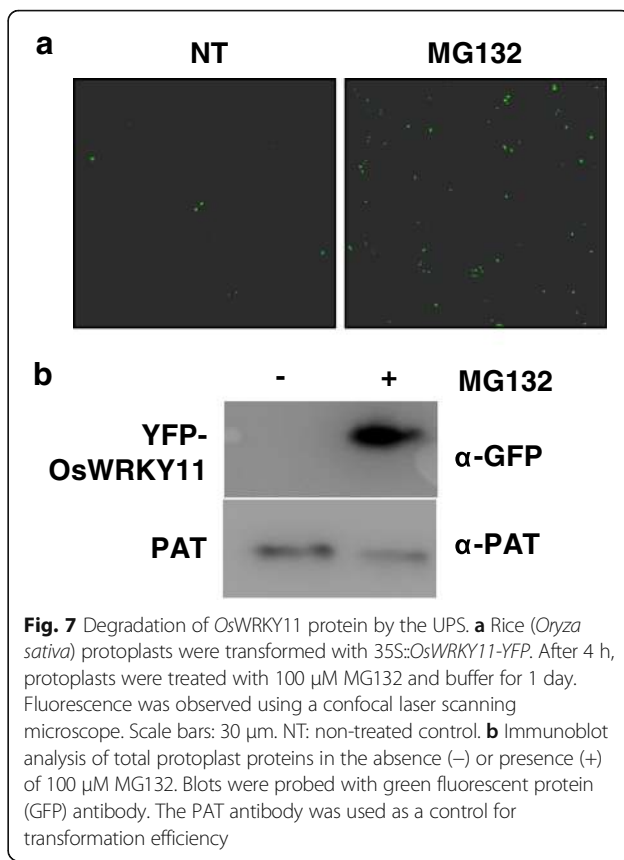 a
NT MG132
b
- + MG132
YFP-
OsWRKY11
α-GFP
PAT α-PAT
Fig. 7 Degradation of OsWRKY11 protein by the UPS. a Rice (Oryza
sativa) protoplasts were transformed with 35S::OsWRKY11-YFP. After 4 h,
protoplasts were treated with 100 μM MG132 and buffer for 1 day.
Fluorescence was observed using a confocal laser scanning
microscope. Scale bars: 30 μm. NT: non-treated control. b Immunoblot
analysis of total protoplast proteins in the absence (−) or presence (+)
of 100 μM MG132. Blots were probed with green fluorescent protein
(GFP) antibody. The PAT antibody was used as a control for
transformation efficiency